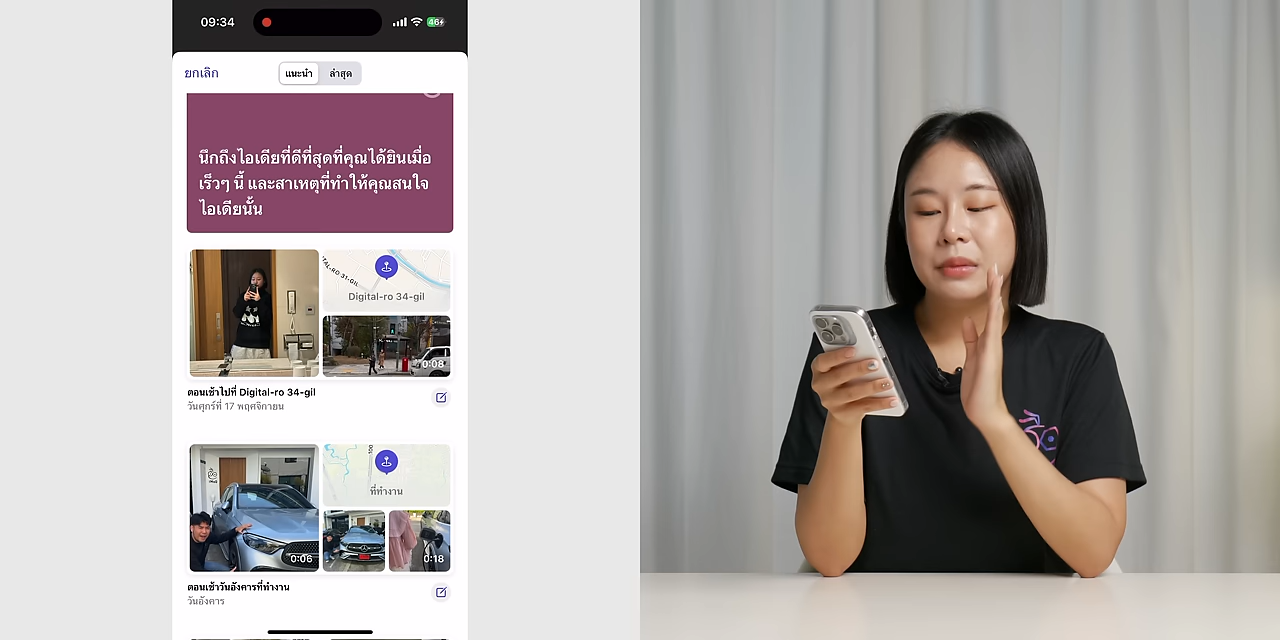 09:34
46
ยกเลิก
แนะนำ
ล่าสุด
นึกถึงไอเดียที่ดีที่สุดที่คุณได้ยินเมื่อ
เร็วๆ นี้ และสาเหตุที่ทำให้คุณสนใจ
ไอเดียนั้น
TAL-RO 31-GIL
Digital-ro 34-gil
0:08
ตอนเช้าไปที่ Digital-ro 34-gil
วันศุกร์ที่ 17 พฤศจิกายน
ที่ทำงาน
0:06
0:18
ตอนเช้าวันอังคารที่ทำงาน
วันอังคาร